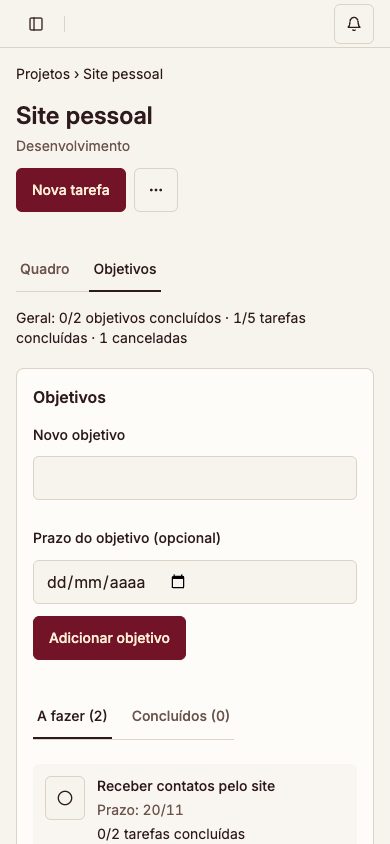 Projetos › Site pessoal
Site pessoal
Desenvolvimento
Nova tarefa
Quadro Objetivos
Geral: 0/2 objetivos concluídos · 1/5 tarefas
concluídas · 1 canceladas
Objetivos
Novo objetivo
Prazo do objetivo (opcional)
dd/mm/aaaa
Adicionar objetivo
A fazer (2) Concluídos (0)
Receber contatos pelo site
Prazo: 20/11
0/2 tarefas concluídas